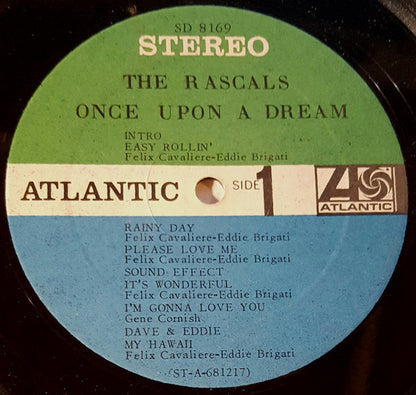 SD 8169
STEREO
THE RASCALS
ONCE UPON A DREAM
INTRO
EASY ROLLIN'
Felix Cavaliere-Eddie Brigati
ATLANTIC SIDE 1 A ATLANTIC
RAINY DAY
Felix Cavaliere-Eddie Brigati
PLEASE LOVE ME
Felix Cavaliere-Eddie Brigati
SOUND EFFECT
IT'S WONDERFUL
Felix Cavaliere-Eddie Brigati
I'M GONNA LOVE YOU
Gene Cornish
DAVE & EDDIE
MY HAWAII
Felix Cavaliere-Eddie Brigati
(ST-A-681217)